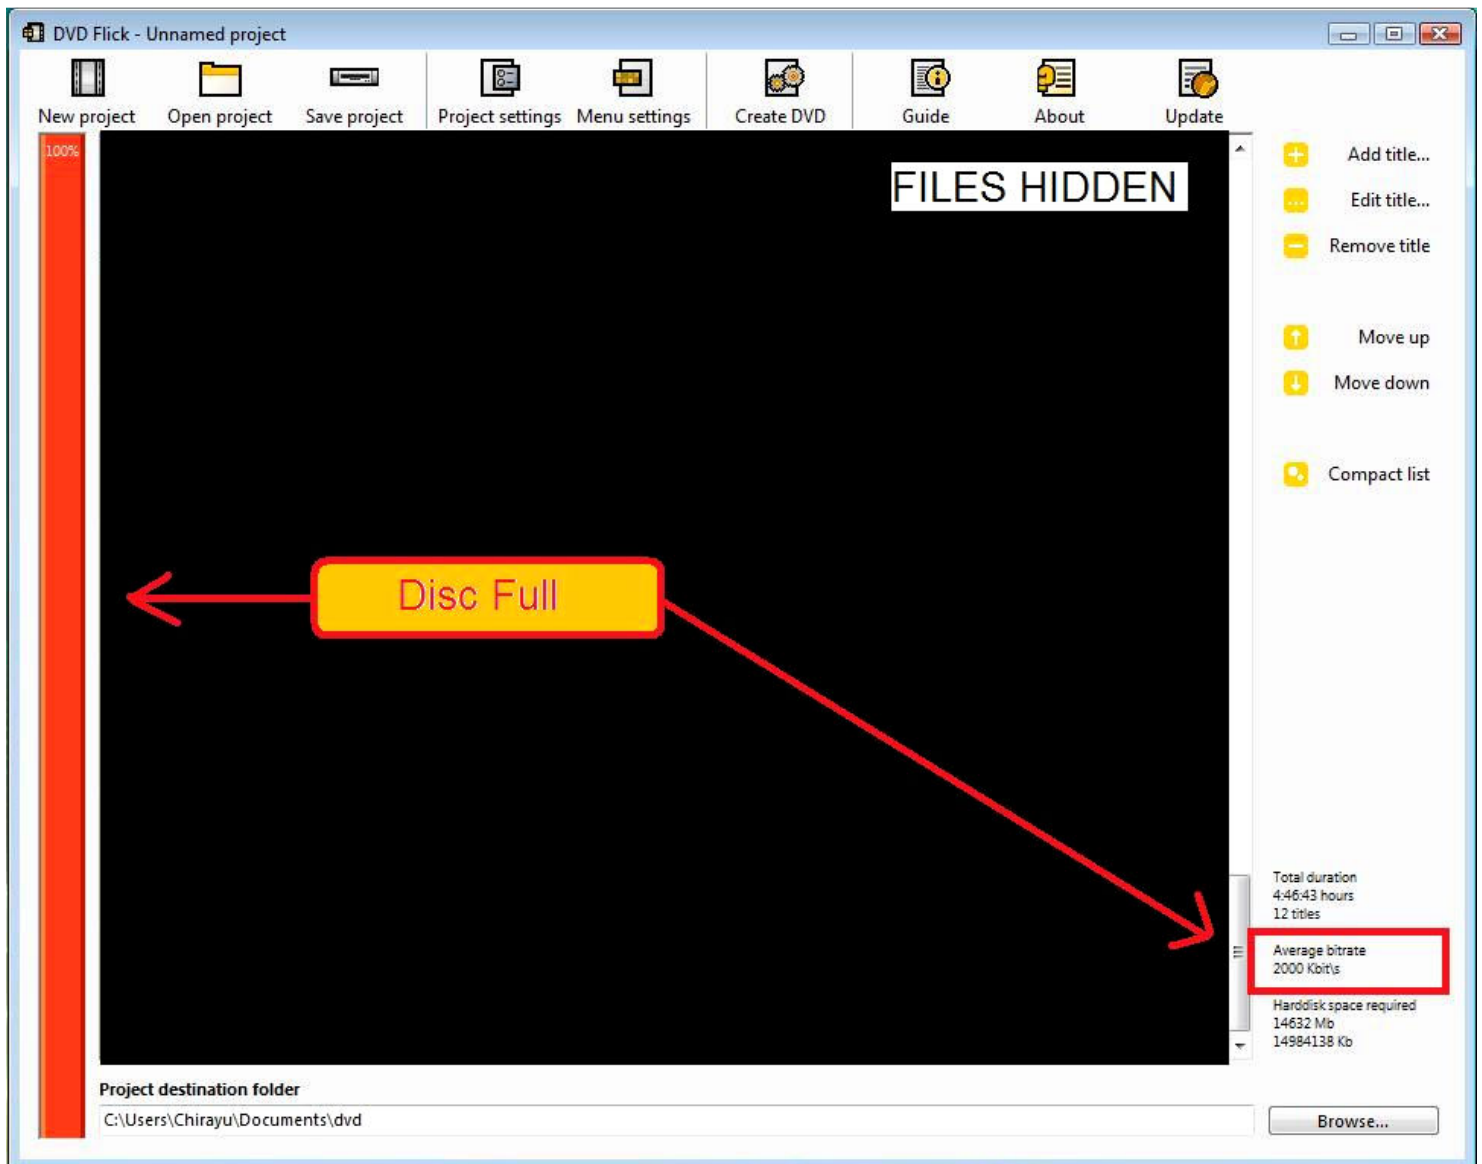 DVD Flick - Unnamed project
New project Open project Save project Project settings Menu settings Create DVD Guide About Update
100%
FILES HIDDEN
Add title...
Edit title...
Remove title
Move up
Move down
Compact list
Disc Full
Total duration
4:46:43 hours
12 titles
Average bitrate
2000 Kbit\s
Harddisk space required
14632 Mb
14984138 Kb
Project destination folder
C:\Users\Chirayu\Documents\dvd
Browse...